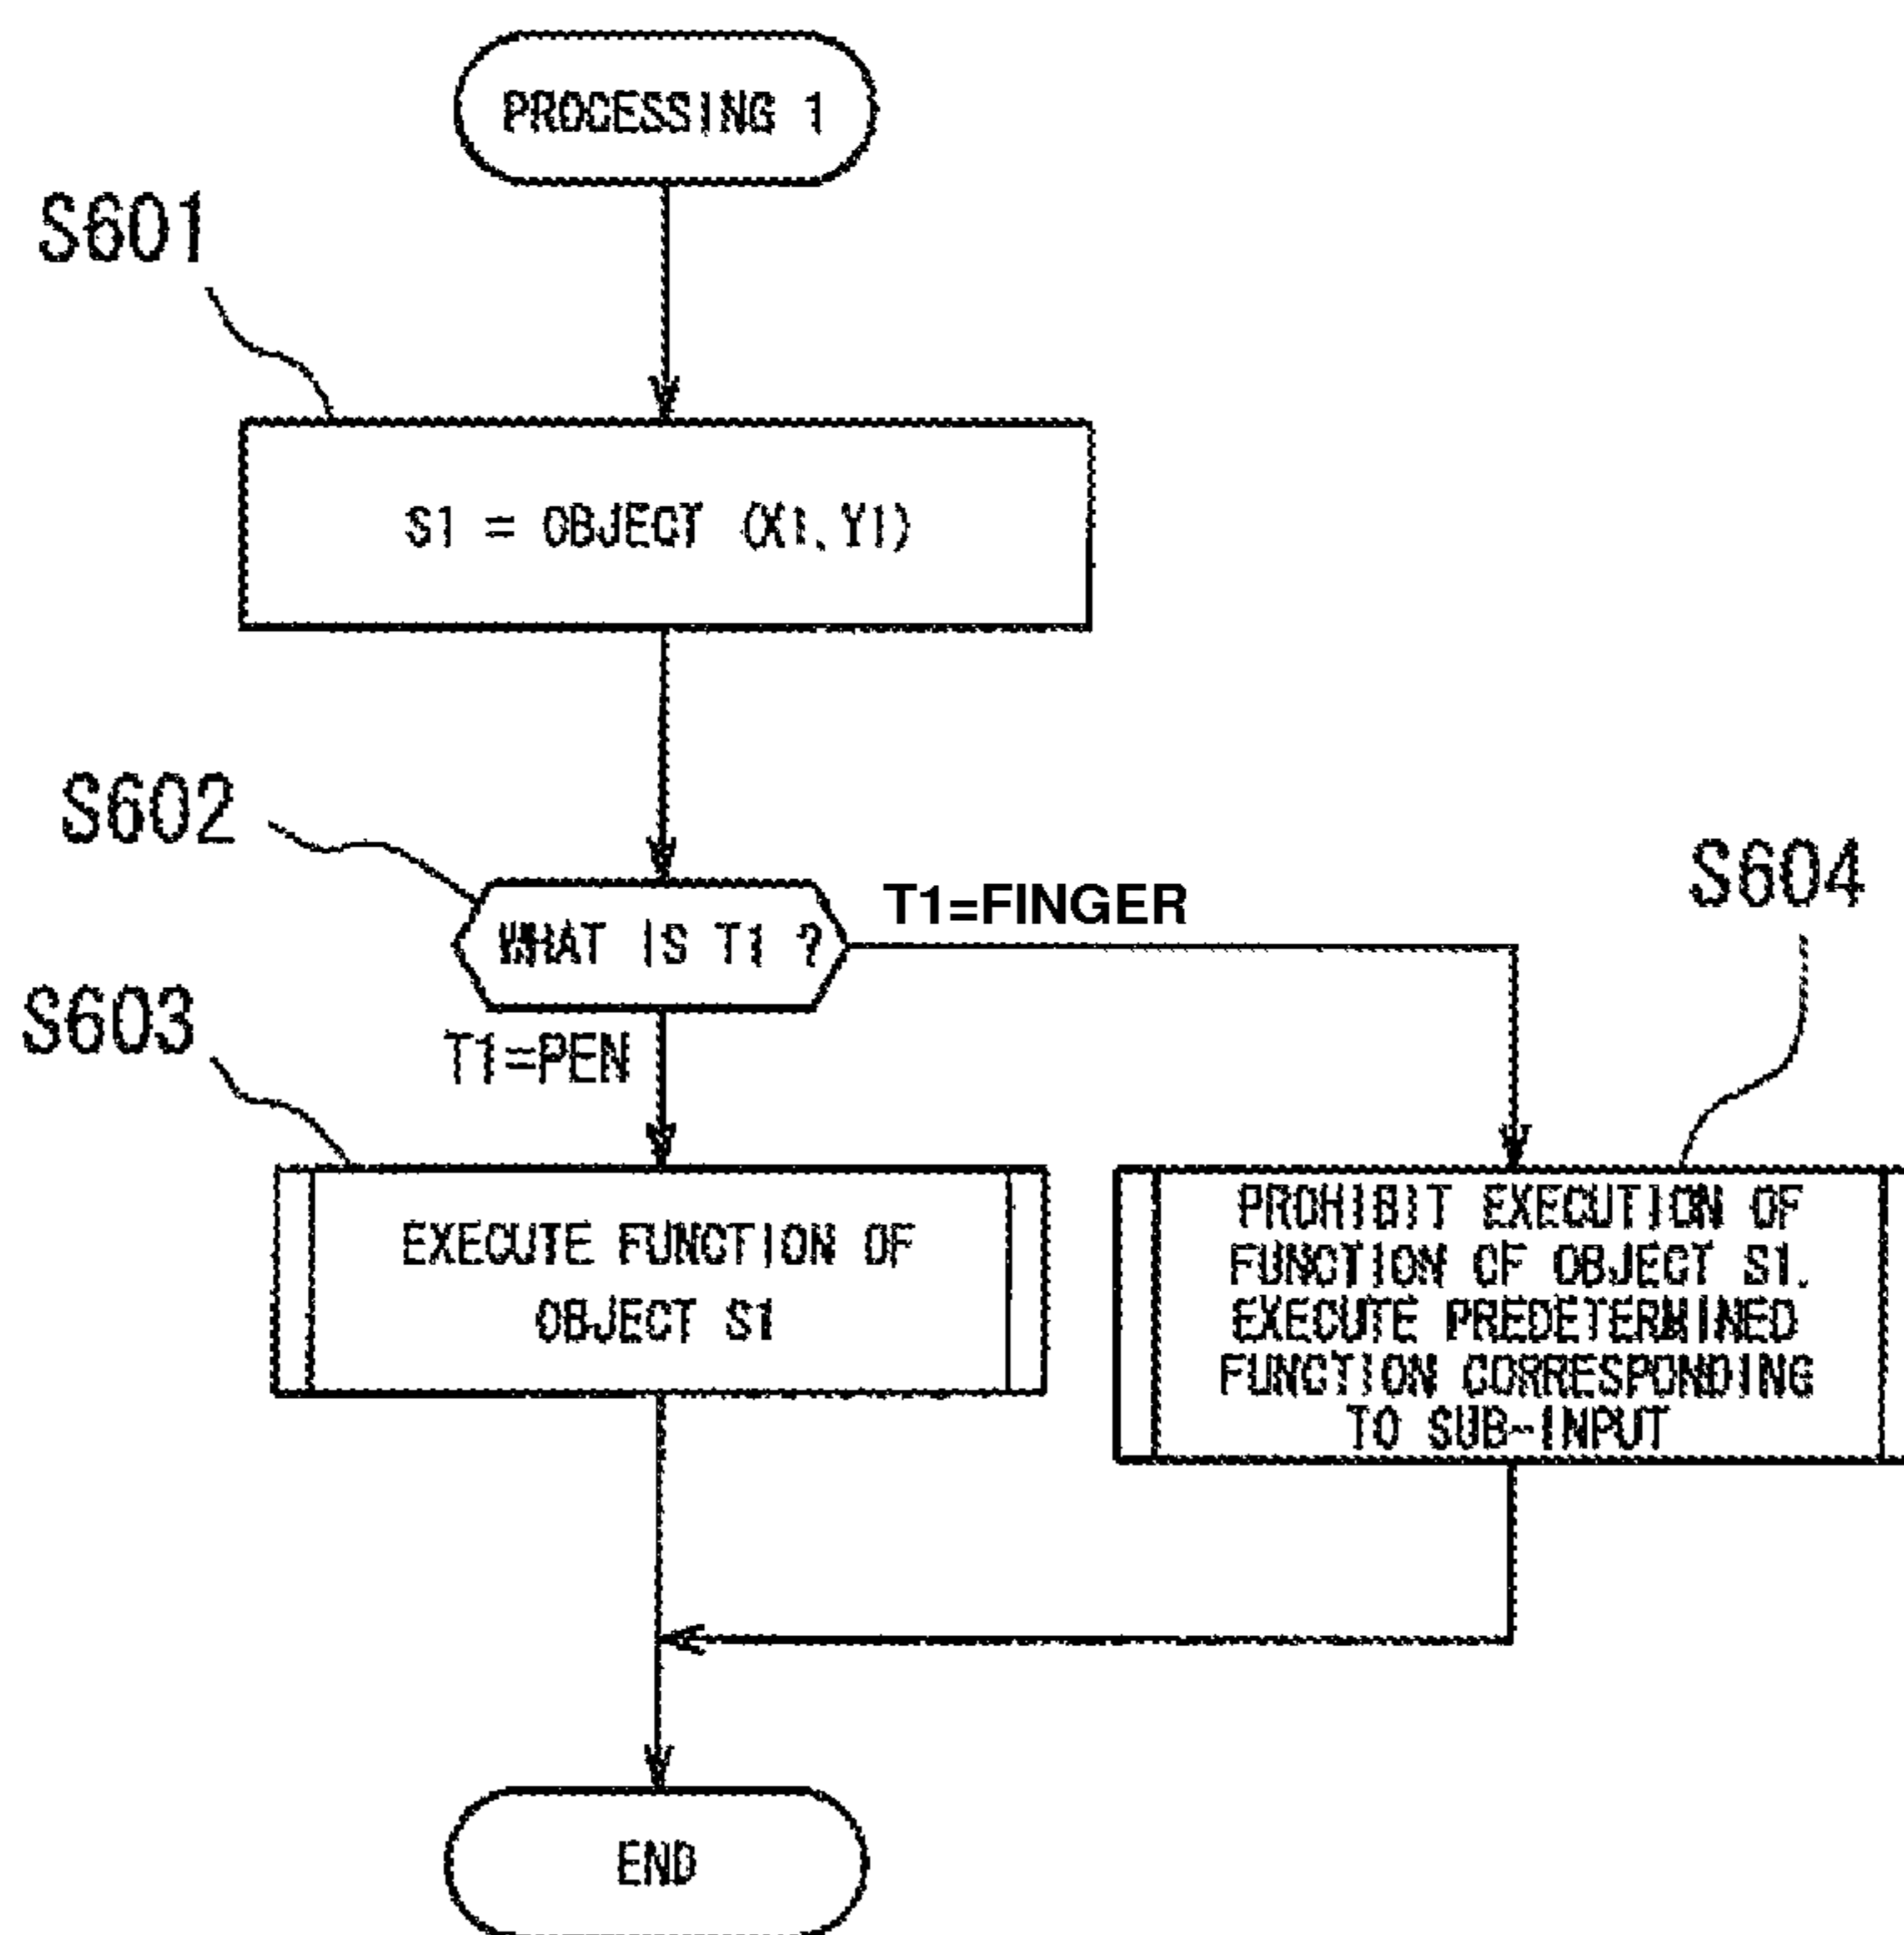 PROCESSING 1
S601
S1 = OBJECT (X1, Y1)
S602
WHAT IS T1 ?
T1=FINGER
S604
S603
T1=PEN
EXECUTE FUNCTION OF
OBJECT S1
PROHIBIT EXECUTION OF
FUNCTION OF OBJECT S1.
EXECUTE PREDETERMINED
FUNCTION CORRESPONDING
TO SUB-INPUT
END